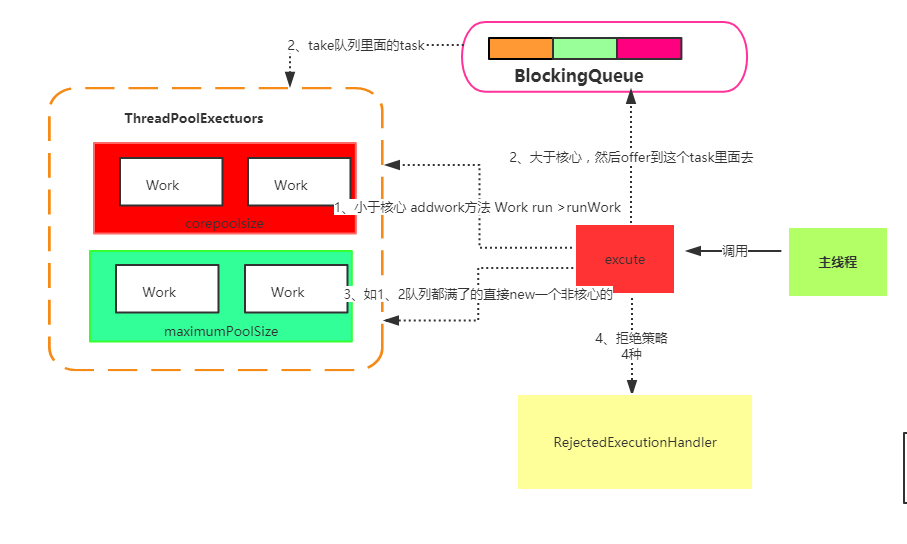 2、take队列里面的task
BlockingQueue
ThreadPoolExectuors
Work
Work
corepoolsize
2、大于核心，然后offer到这个task里面去
1、小于核心 addwork方法 Work run >runWork
excute
调用
主线程
Work
Work
maximumPoolSize
3、如1、2队列都满了的直接new一个非核心的
4、拒绝策略
4种
RejectedExecutionHandler